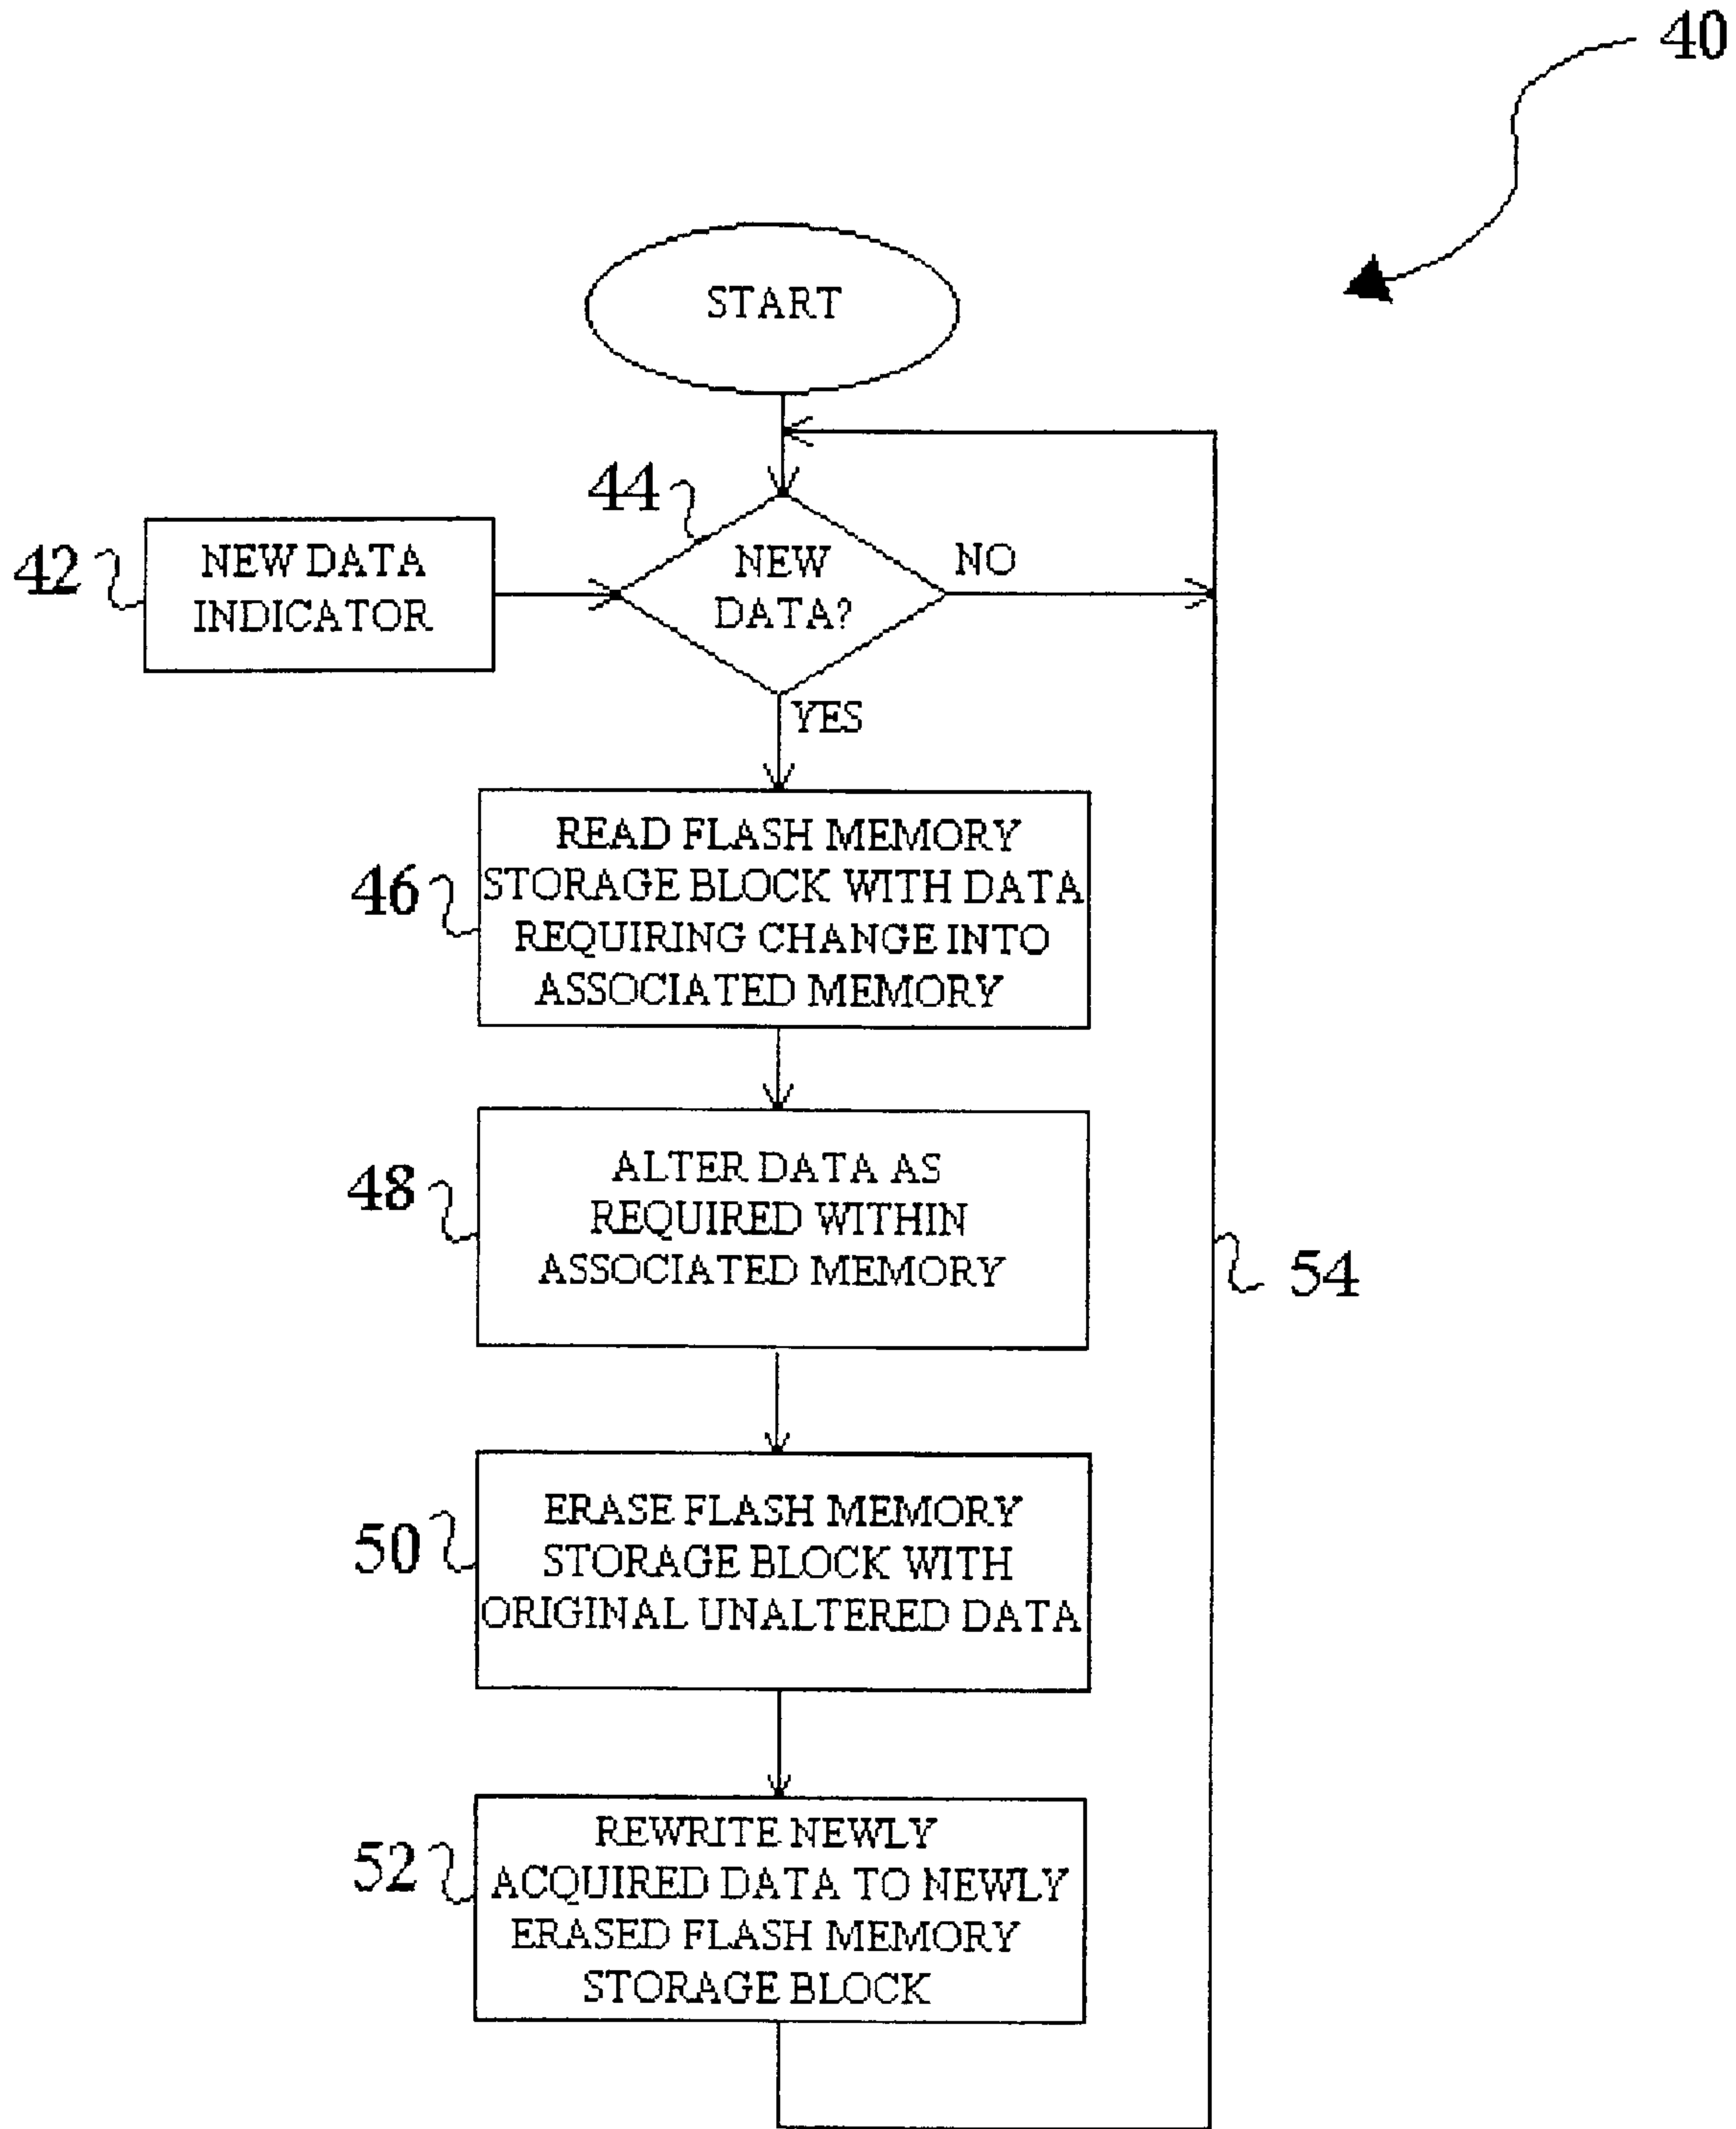 40
START
44
42
NEW DATA
INDICATOR
NEW
DATA?
NO
YES
46
READ FLASH MEMORY
STORAGE BLOCK WITH DATA
REQUIRING CHANGE INTO
ASSOCIATED MEMORY
48
ALTER DATA AS
REQUIRED WITHIN
ASSOCIATED MEMORY
54
50
ERASE FLASH MEMORY
STORAGE BLOCK WITH
ORIGINAL UNALTERED DATA
52
REWRITE NEWLY
ACQUIRED DATA TO NEWLY
ERASED FLASH MEMORY
STORAGE BLOCK